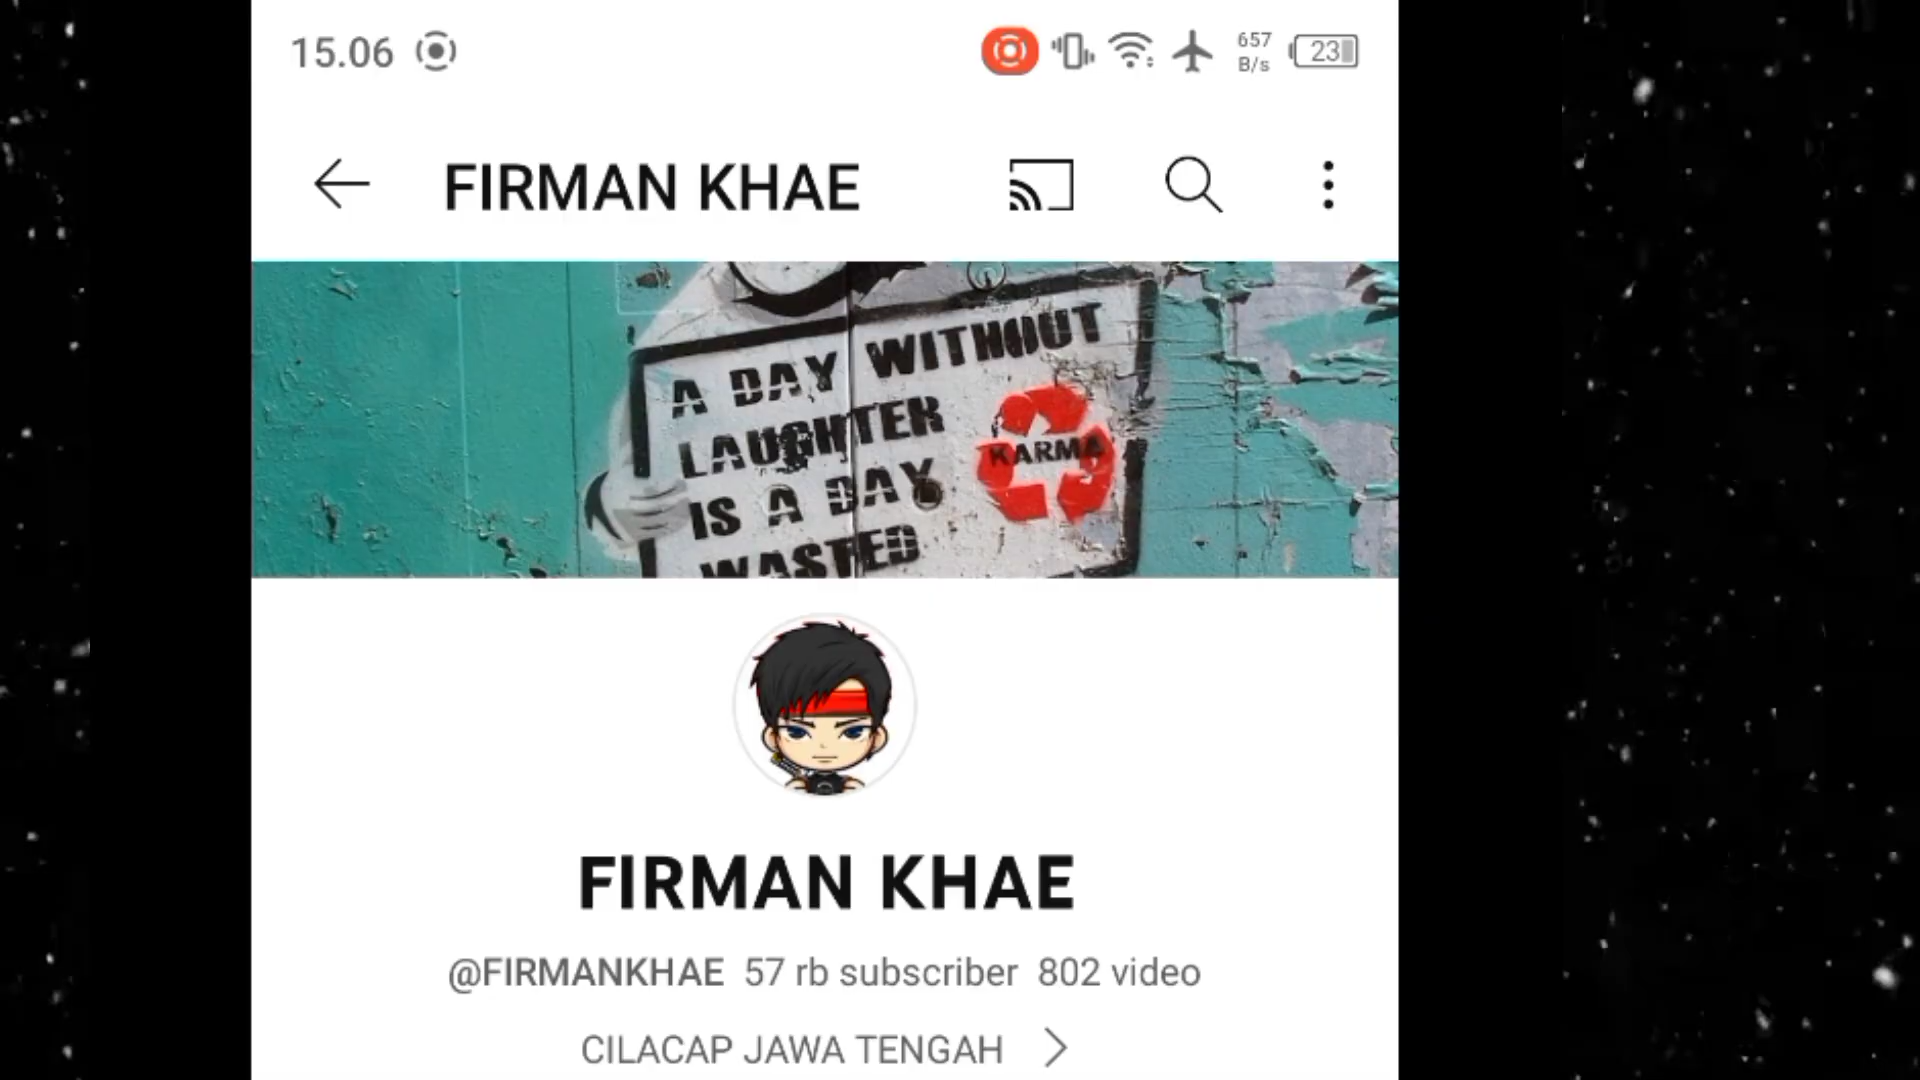 15.06
657
B/s
23
FIRMAN KHAE
A DAY WITHOUT
LAUGHTER
IS A DAY
WASTED
KARMA
FIRMAN KHAE
@FIRMANKHAE 57 rb subscriber 802 video
CILACAP JAWA TENGAH